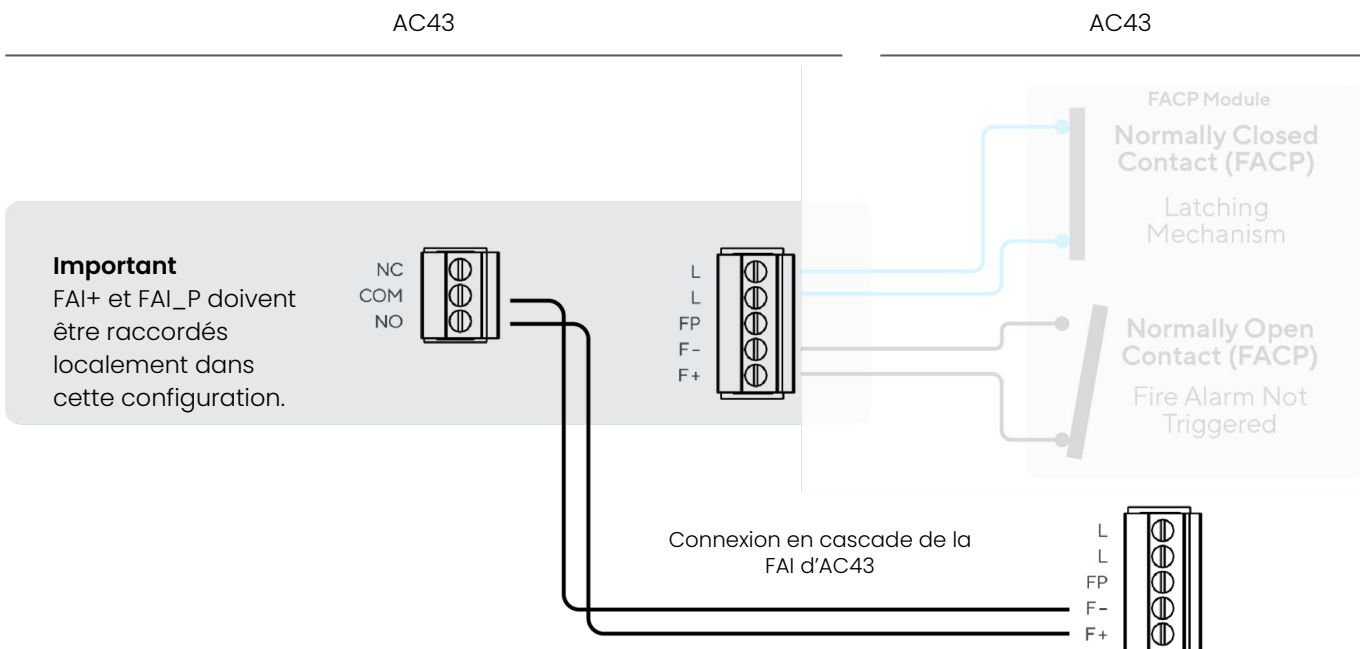 AC43
AC43
FACP Module
Normally Closed
Contact (FACP)
Latching
Mechanism
Important
FAI+ et FAI_P doivent
être raccordés
localement dans
cette configuration.
NC
COM
NO
L
L
FP
F-
F+
Normally Open
Contact (FACP)
Fire Alarm Not
Triggered
Connexion en cascade de la
FAI d'AC43
L
L
FP
F-
F+